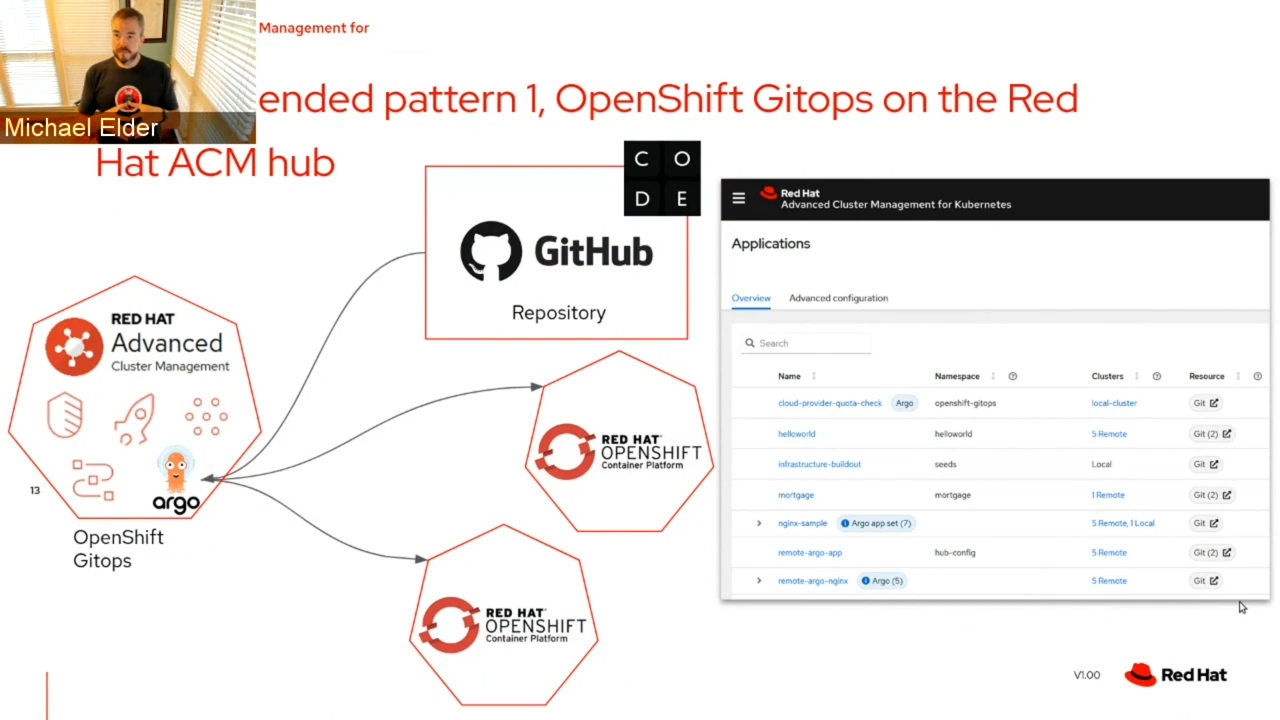 Management for
Michael Elder
ended pattern 1, OpenShift Gitops on the Red
Hat ACM hub
C O
D E
GitHub
Repository
RED HAT
Advanced
Cluster Management
argo
13
OpenShift
Gitops
RED HAT
OPENSHIFT
Container Platform
RED HAT
OPENSHIFT
Container Platform
Red Hat
Advanced Cluster Management for Kubernetes
Applications
Overview Advanced configuration
Search
Name Namespace Clusters Resource
cloud-provider-quota-check Argo openshift-gitops local-cluster Git
helloworld helloworld 5 Remote Git (2)
infrastructure-buildout seeds Local Git
mortgage mortgage 1 Remote Git (2)
nginx-sample Argo app set (7) 5 Remote, 1 Local Git
remote-argo-app hub-config 5 Remote Git (2)
remote-argo-nginx Argo (5) 5 Remote Git
V1.00
Red Hat